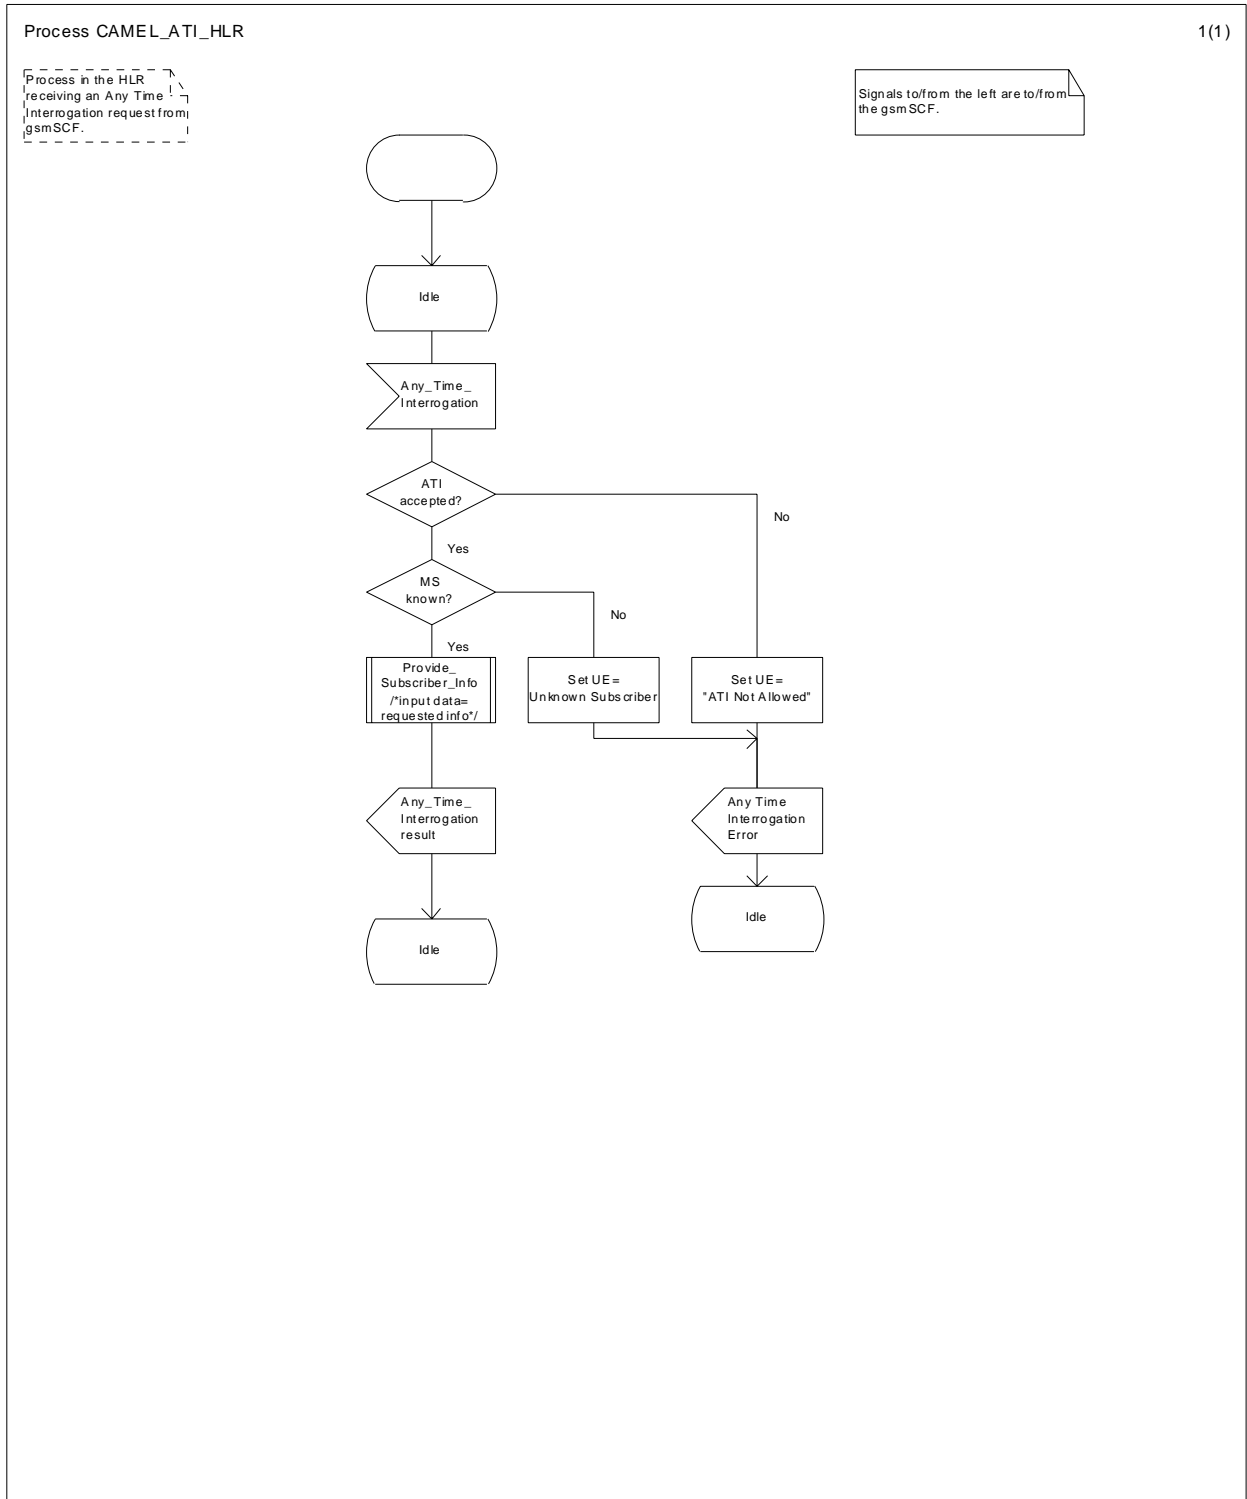 Process CAMEL_ATI_HLR
1(1)
Process in the HLR
receiving an Any Time
Interrogation request from
gsmSCF.
Signals to/from the left are to/from
the gsmSCF.
Idle
Any_Time_
Interrogation
ATI
accepted?
No
Yes
MS
known?
No
Yes
Provide_
Subscriber_Info
/*input data=
requested info*/
Set UE=
Unknown Subscriber
Set UE=
"ATI Not Allowed"
Any_Time_
Interrogation
result
Any Time
Interrogation
Error
Idle
Idle